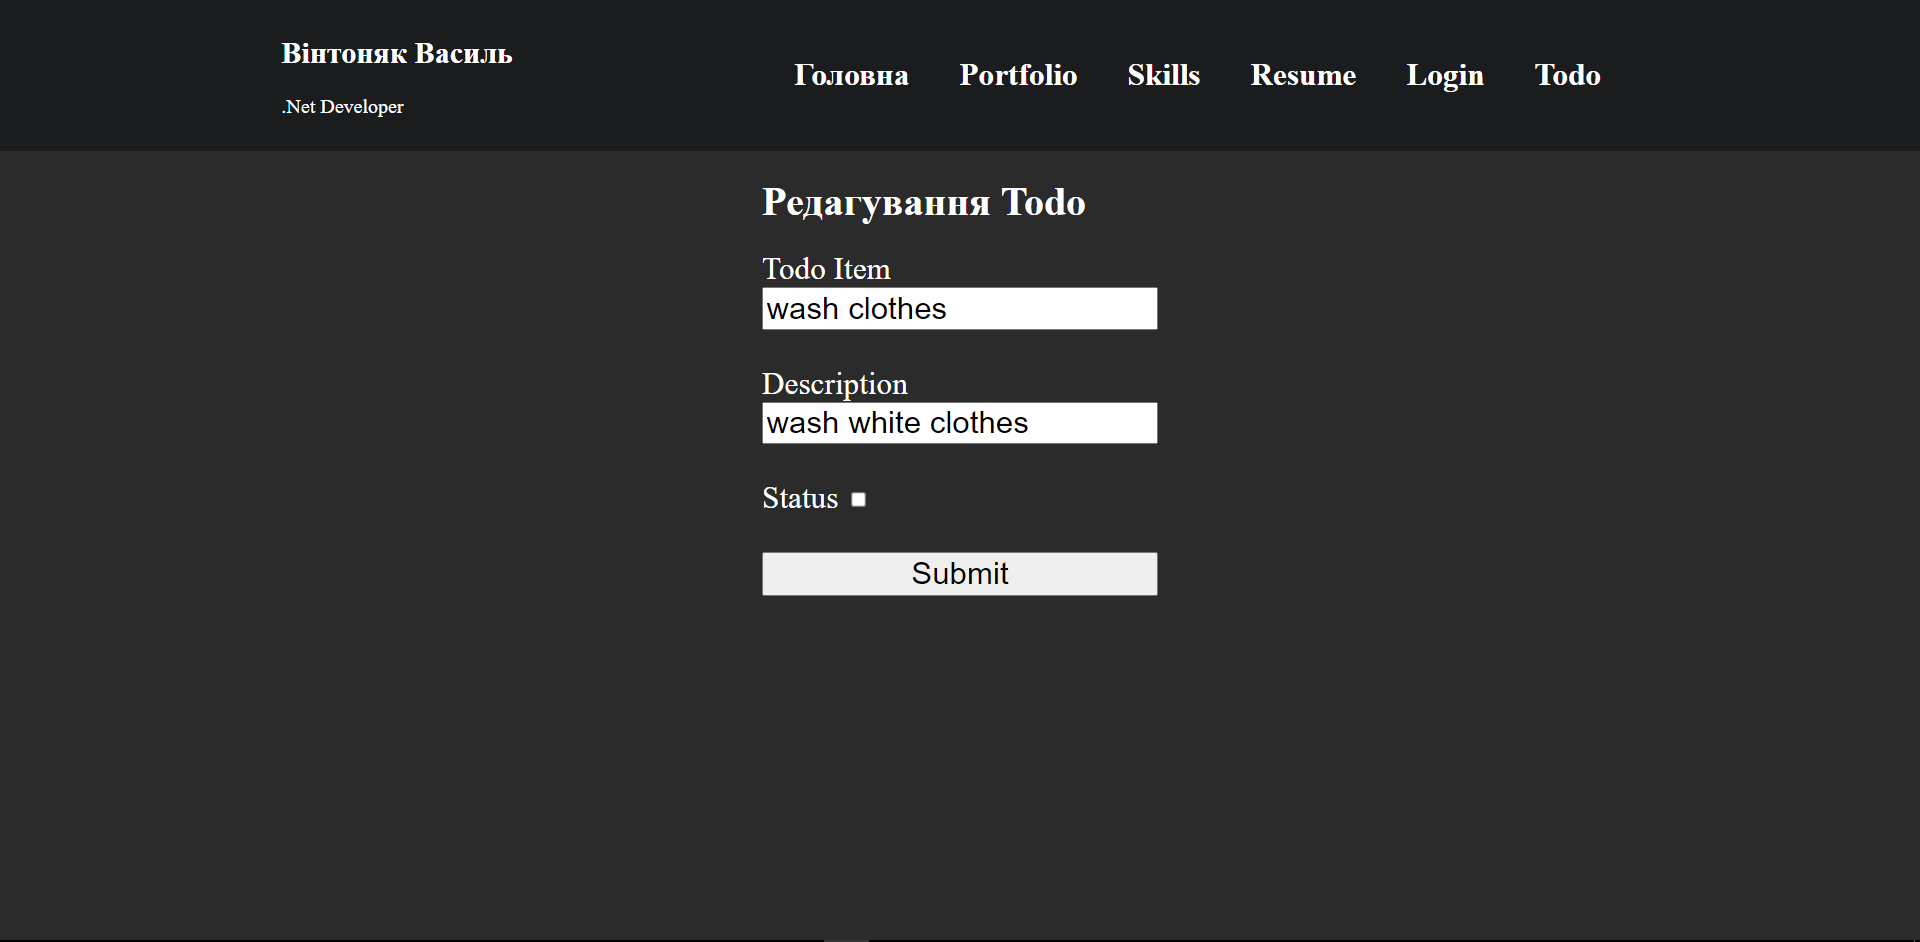 Вінтоняк Василь
.Net Developer
Головна Portfolio Skills Resume Login Todo
Редагування Todo
Todo Item
wash clothes
Description
wash white clothes
Status
Submit